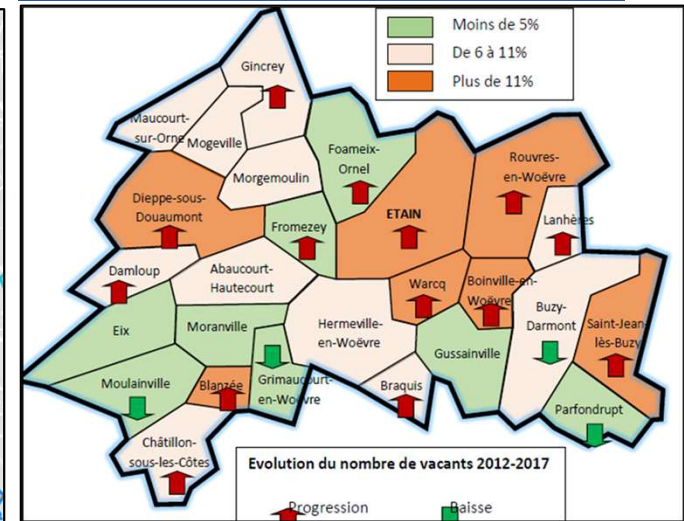 Moins de 5%
De 6 à 11%
Plus de 11%
Gincrey
Maucourt-
sur-Orne
Mogeville
Morgemoulin
Foameix-
Ornel
Rouvres-
en-Woëvre
Dieppe-sous-
Douaumont
ETAIN
Lanhères
Fromezey
Damloup
Abaucourt-
Hautecourt
Warcq
Boinville-en-
Woëvre
Buzy-
Darmont
Saint-Jean-
lès-Buzy
Eix
Moranville
Hermeville-
en-Woëvre
Gussainville
Moulainville
Blanzée
Grimaucourt-
en-Woëvre
Braquis
Parfondrupt
Châtillon-
sous-les-Côtes
Evolution du nombre de vacants 2012-2017
Progression
Baisse